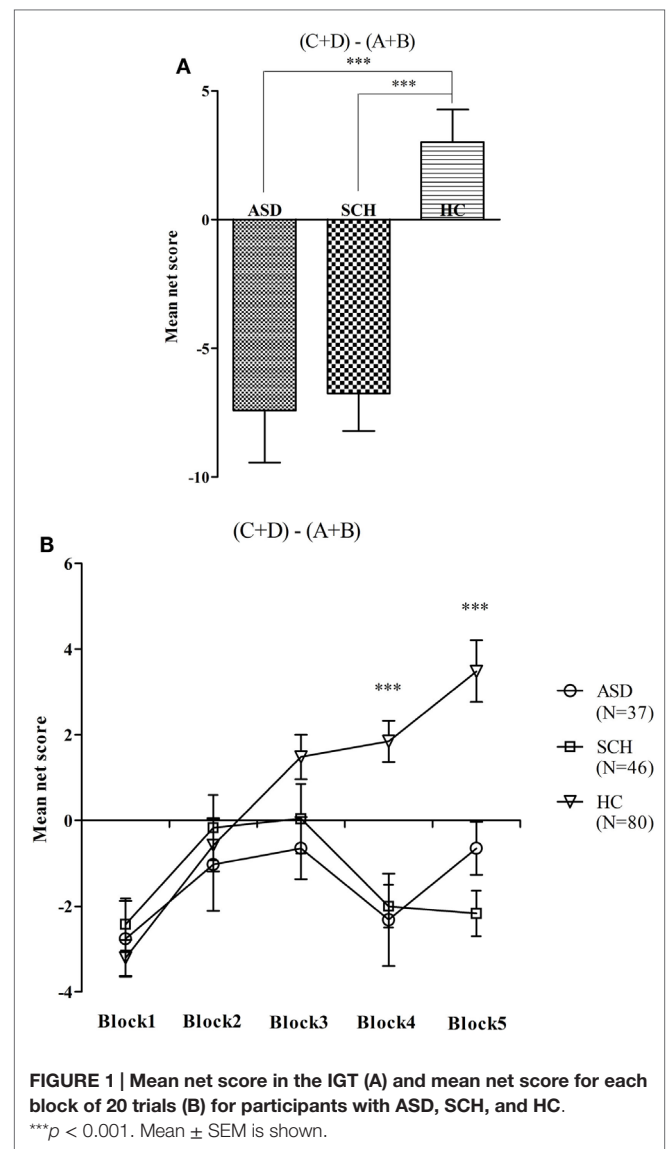 (C+D) - (A+B)
A
***
***
5
ASD SCH HC
0
Mean net score
-5
-10
(C+D) - (A+B)
B
6
***
4
***
ASD
(N=37)
2
SCH
(N=46)
Mean net score
HC
(N=80)
0
-2
-4
Block1 Block2 Block3 Block4 Block5
FIGURE 1 | Mean net score in the IGT (A) and mean net score for each
block of 20 trials (B) for participants with ASD, SCH, and HC.
***p < 0.001. Mean ± SEM is shown.